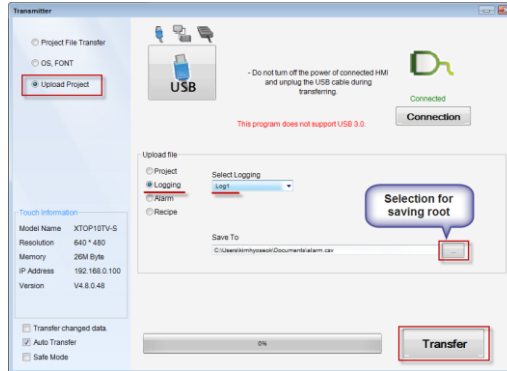 Transmitter
Project File Transfer
OS, FONT
Upload Project
USB
- Do not turn off the power of connected HMI
and unplug the USB cable during
transferring.
This program does not support USB 3.0.
Connected
Connection
Upload file
Project
Logging
Alarm
Recipe
Select Logging
Log1
Selection for
saving root
Save To
C:\Users\kimhyoseok\Documents\alarm.csv
...
Touch Information
Model Name XTOP10TV-S
Resolution 640 * 480
Memory 26M Byte
IP Address 192.168.0.100
Version V4.8.0.48
Transfer changed data.
Auto Transfer
Safe Mode
0%
Transfer